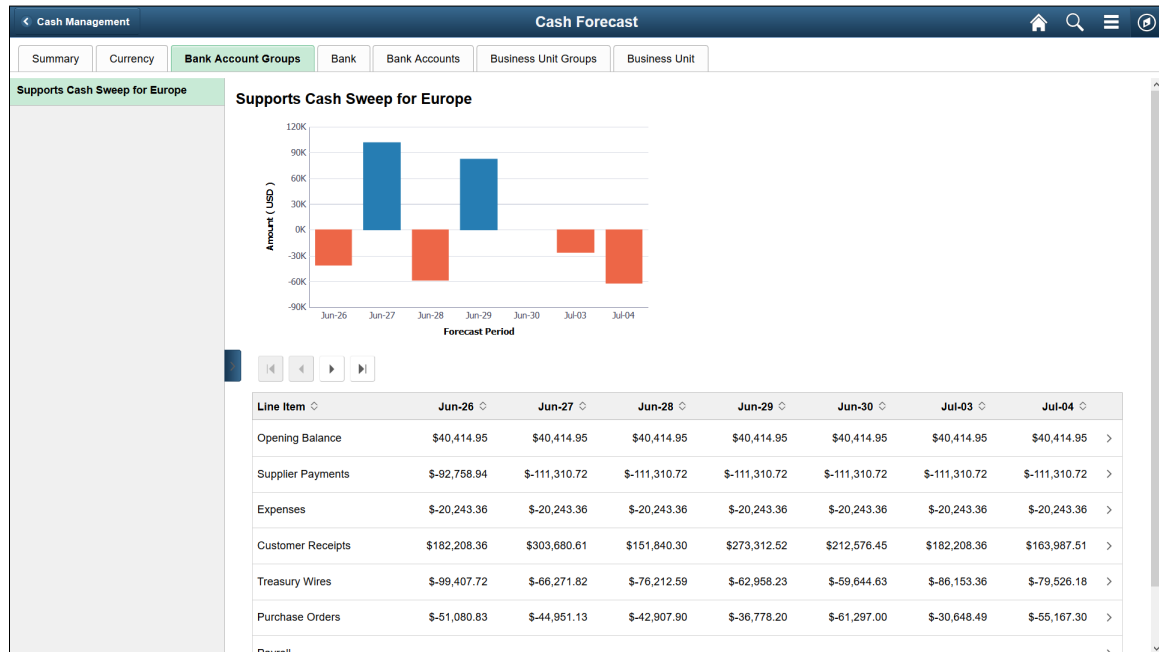 Cash Management
Cash Forecast
Summary Currency Bank Account Groups Bank Bank Accounts Business Unit Groups Business Unit
Supports Cash Sweep for Europe
Supports Cash Sweep for Europe
120K
90K
60K
30K
0K
-30K
-60K
-90K
Amount ( USD )
Jun-26 Jun-27 Jun-28 Jun-29 Jun-30 Jul-03 Jul-04
Forecast Period
Line Item Jun-26 Jun-27 Jun-28 Jun-29 Jun-30 Jul-03 Jul-04
Opening Balance $40,414.95 $40,414.95 $40,414.95 $40,414.95 $40,414.95 $40,414.95 $40,414.95
Supplier Payments $-92,758.94 $-111,310.72 $-111,310.72 $-111,310.72 $-111,310.72 $-111,310.72 $-111,310.72
Expenses $-20,243.36 $-20,243.36 $-20,243.36 $-20,243.36 $-20,243.36 $-20,243.36 $-20,243.36
Customer Receipts $182,208.36 $303,680.61 $151,840.30 $273,312.52 $212,576.45 $182,208.36 $163,987.51
Treasury Wires $-99,407.72 $-66,271.82 $-76,212.59 $-62,958.23 $-59,644.63 $-86,153.36 $-79,526.18
Purchase Orders $-51,080.83 $-44,951.13 $-42,907.90 $-36,778.20 $-61,297.00 $-30,648.49 $-55,167.30
Payroll